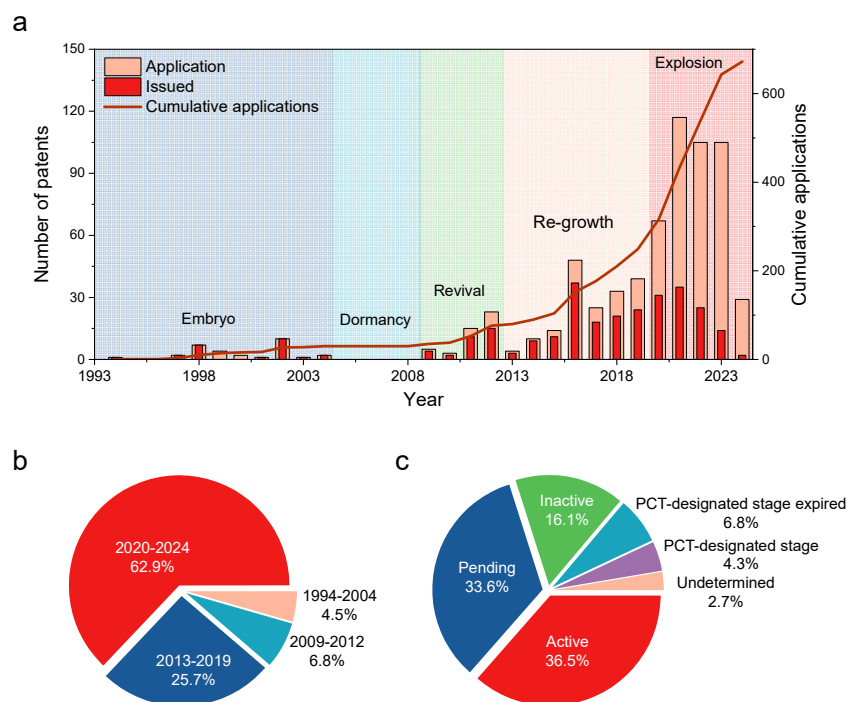 a
150
120
90
60
30
0
Number of patents
Application
Issued
Cumulative applications
Embryo
Dormancy
Revival
Re-growth
Explosion
600
400
200
0
Cumulative applications
1993
1998
2003
2008
2013
2018
2023
Year
b
2020-2024
62.9%
1994-2004
4.5%
2009-2012
6.8%
2013-2019
25.7%
c
Inactive
16.1%
PCT-designated stage expired
6.8%
PCT-designated stage
4.3%
Undetermined
2.7%
Pending
33.6%
Active
36.5%